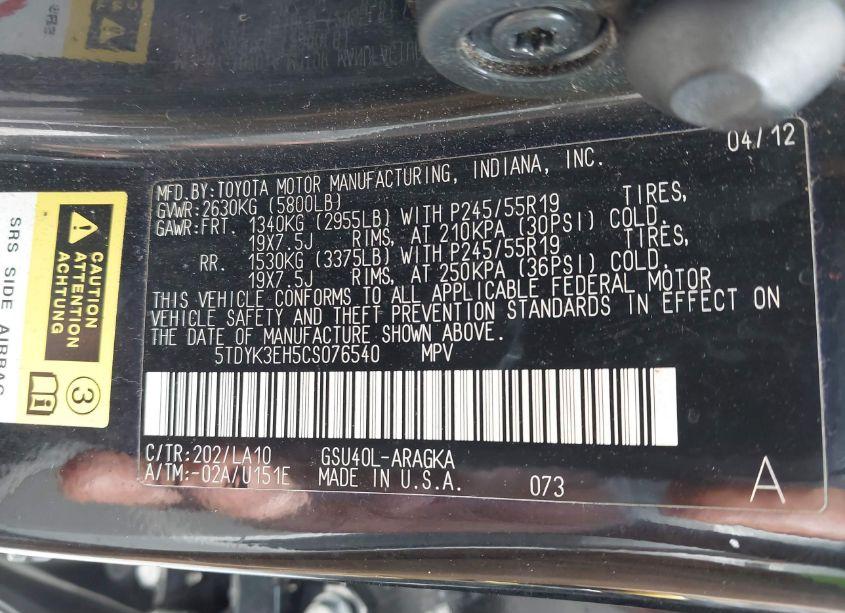 04/12
MFD.BY:TOYOTA MOTOR MANUFACTURING, INDIANA, INC.
GVWR:2630KG (5800LB)
GAWR:FRT. 1340KG (2955LB) WITH P245/55R19 TIRES,
19X7.5J RIMS, AT 210KPA (30PSI) COLD.
RR. 1530KG (3375LB) WITH P245/55R19 TIRES,
19X7.5J RIMS, AT 250KPA (36PSI) COLD.
THIS VEHICLE CONFORMS TO ALL APPLICABLE FEDERAL MOTOR
VEHICLE SAFETY AND THEFT PREVENTION STANDARDS IN EFFECT ON
THE DATE OF MANUFACTURE SHOWN ABOVE.
5TDYK3EH5CS076540 MPV
C/TR:202/LA10 GSU40L-ARAGKA
A/TM:-02A/U151E MADE IN U.S.A. 073 A
SRS SIDE AIRBAG
CAUTION
ATTENTION
ACHTUNG
3